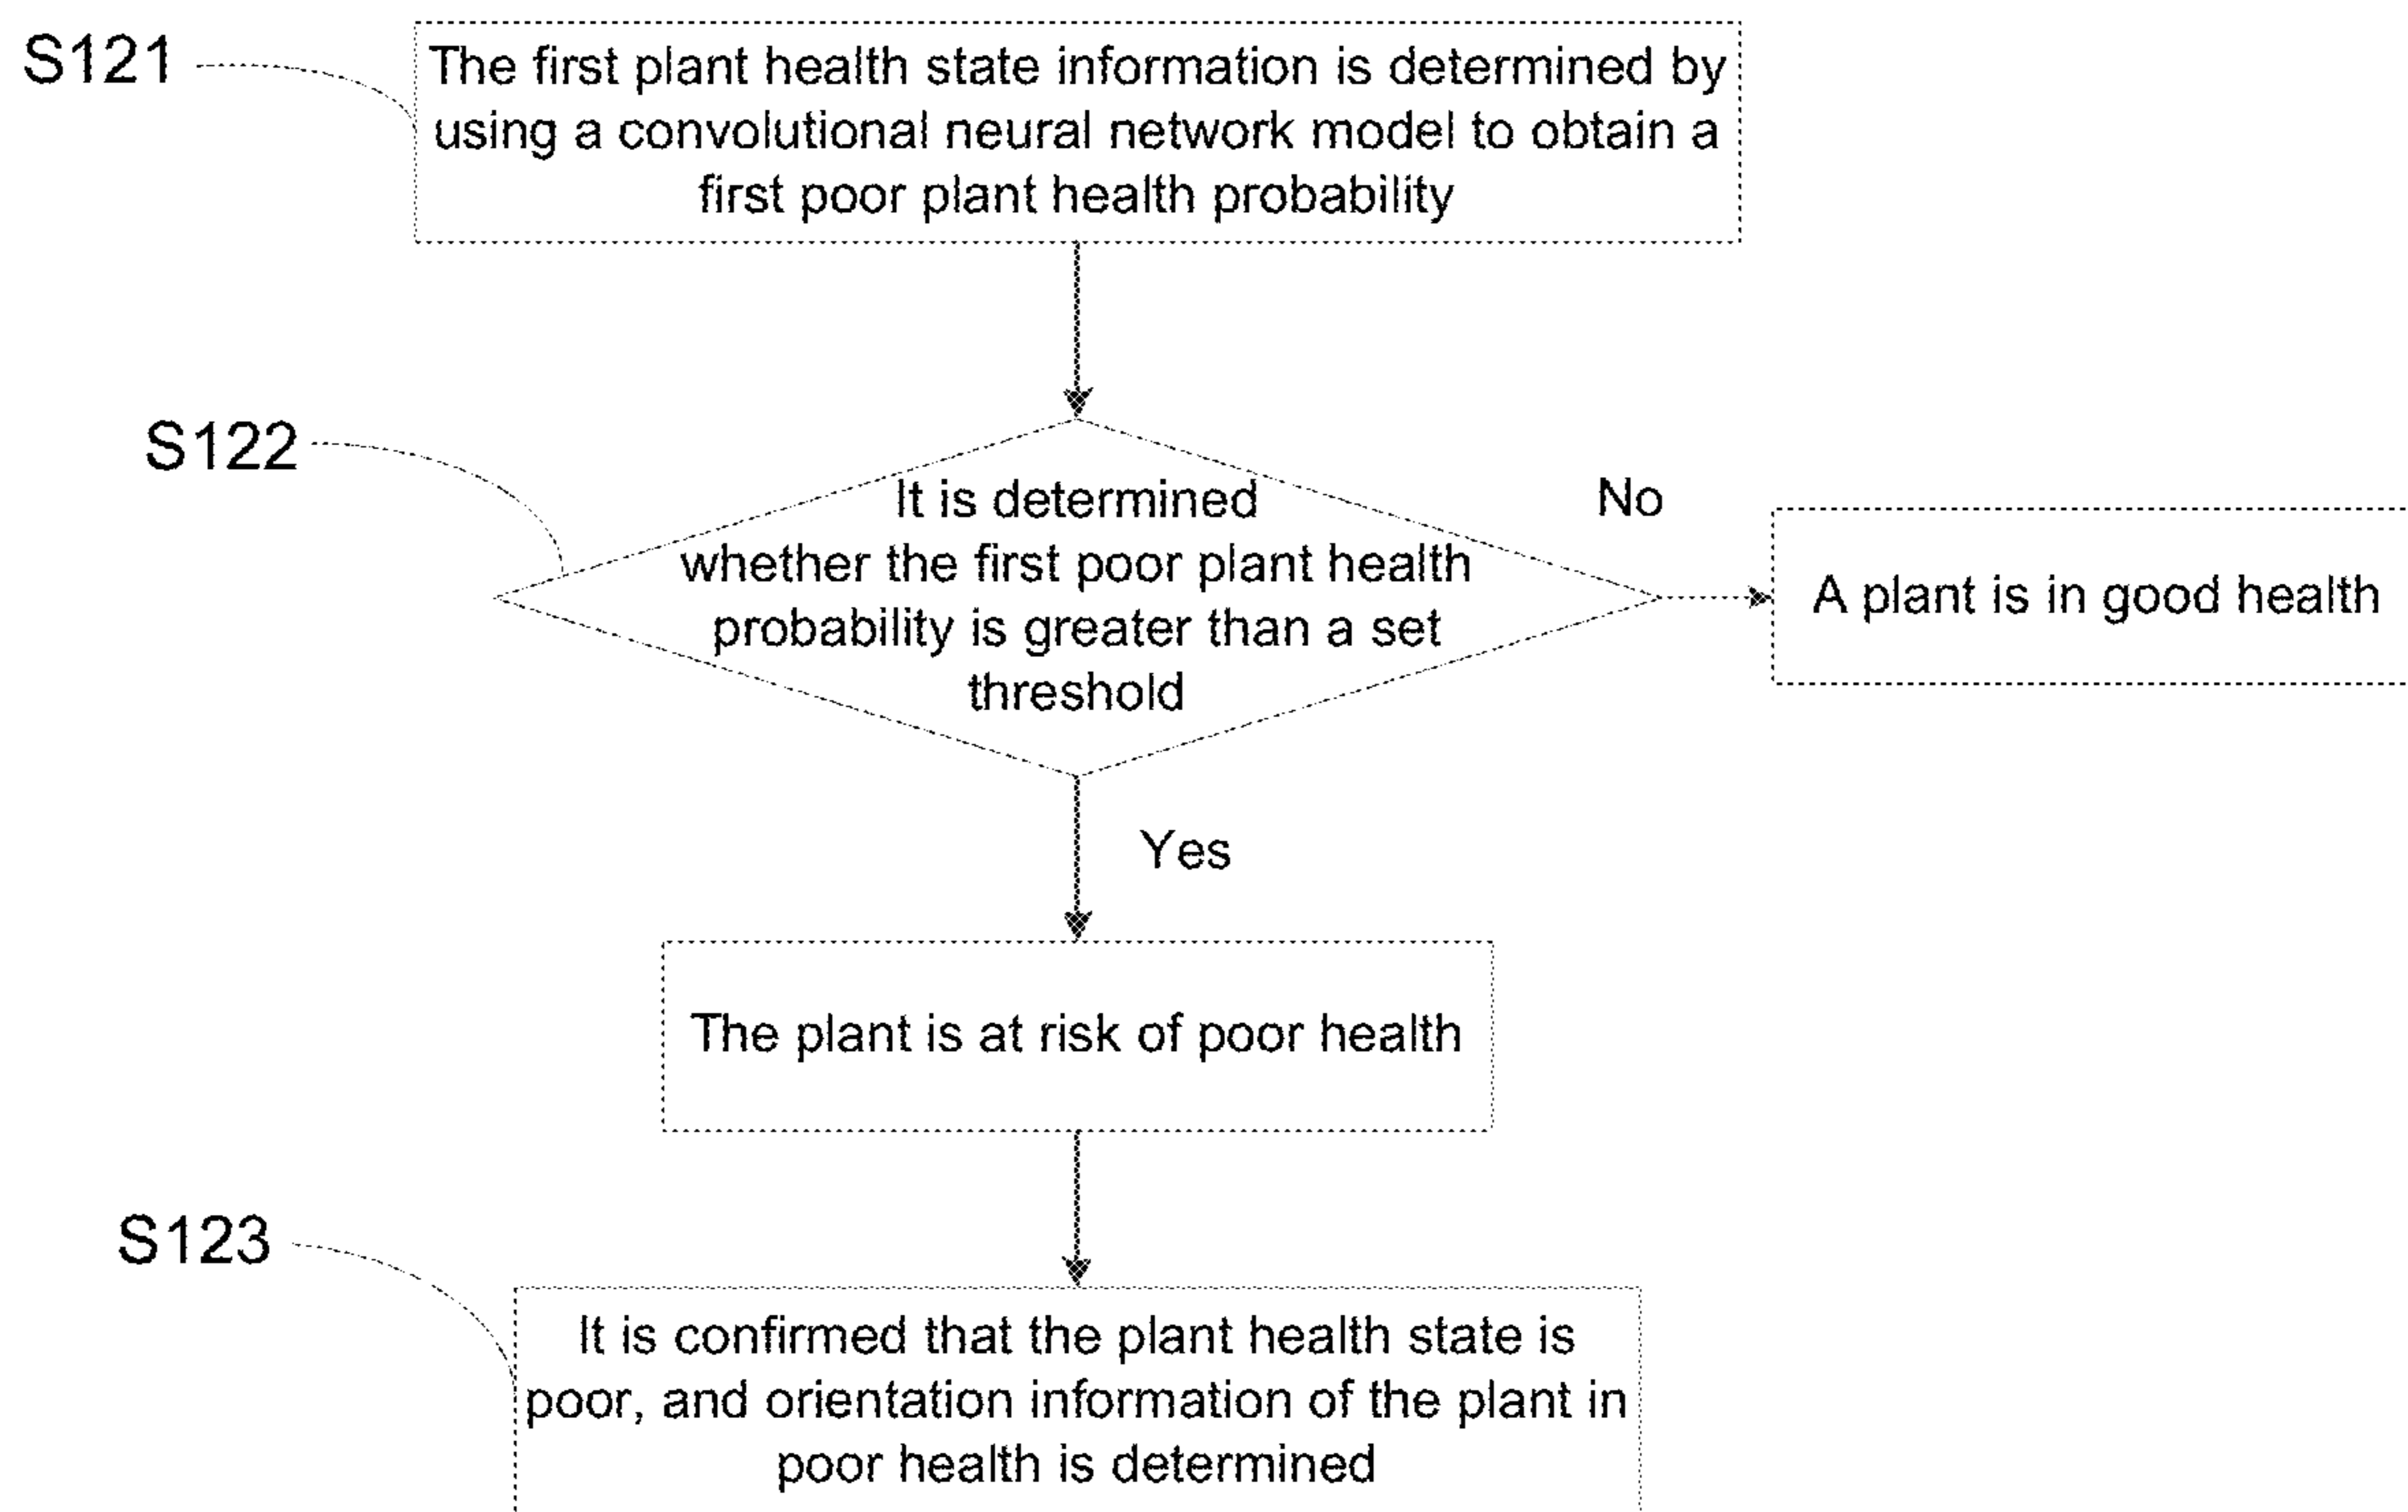 S121
The first plant health state information is determined by
using a convolutional neural network model to obtain a
first poor plant health probability
S122
It is determined
whether the first poor plant health
probability is greater than a set
threshold
No
A plant is in good health
Yes
The plant is at risk of poor health
S123
It is confirmed that the plant health state is
poor, and orientation information of the plant in
poor health is determined